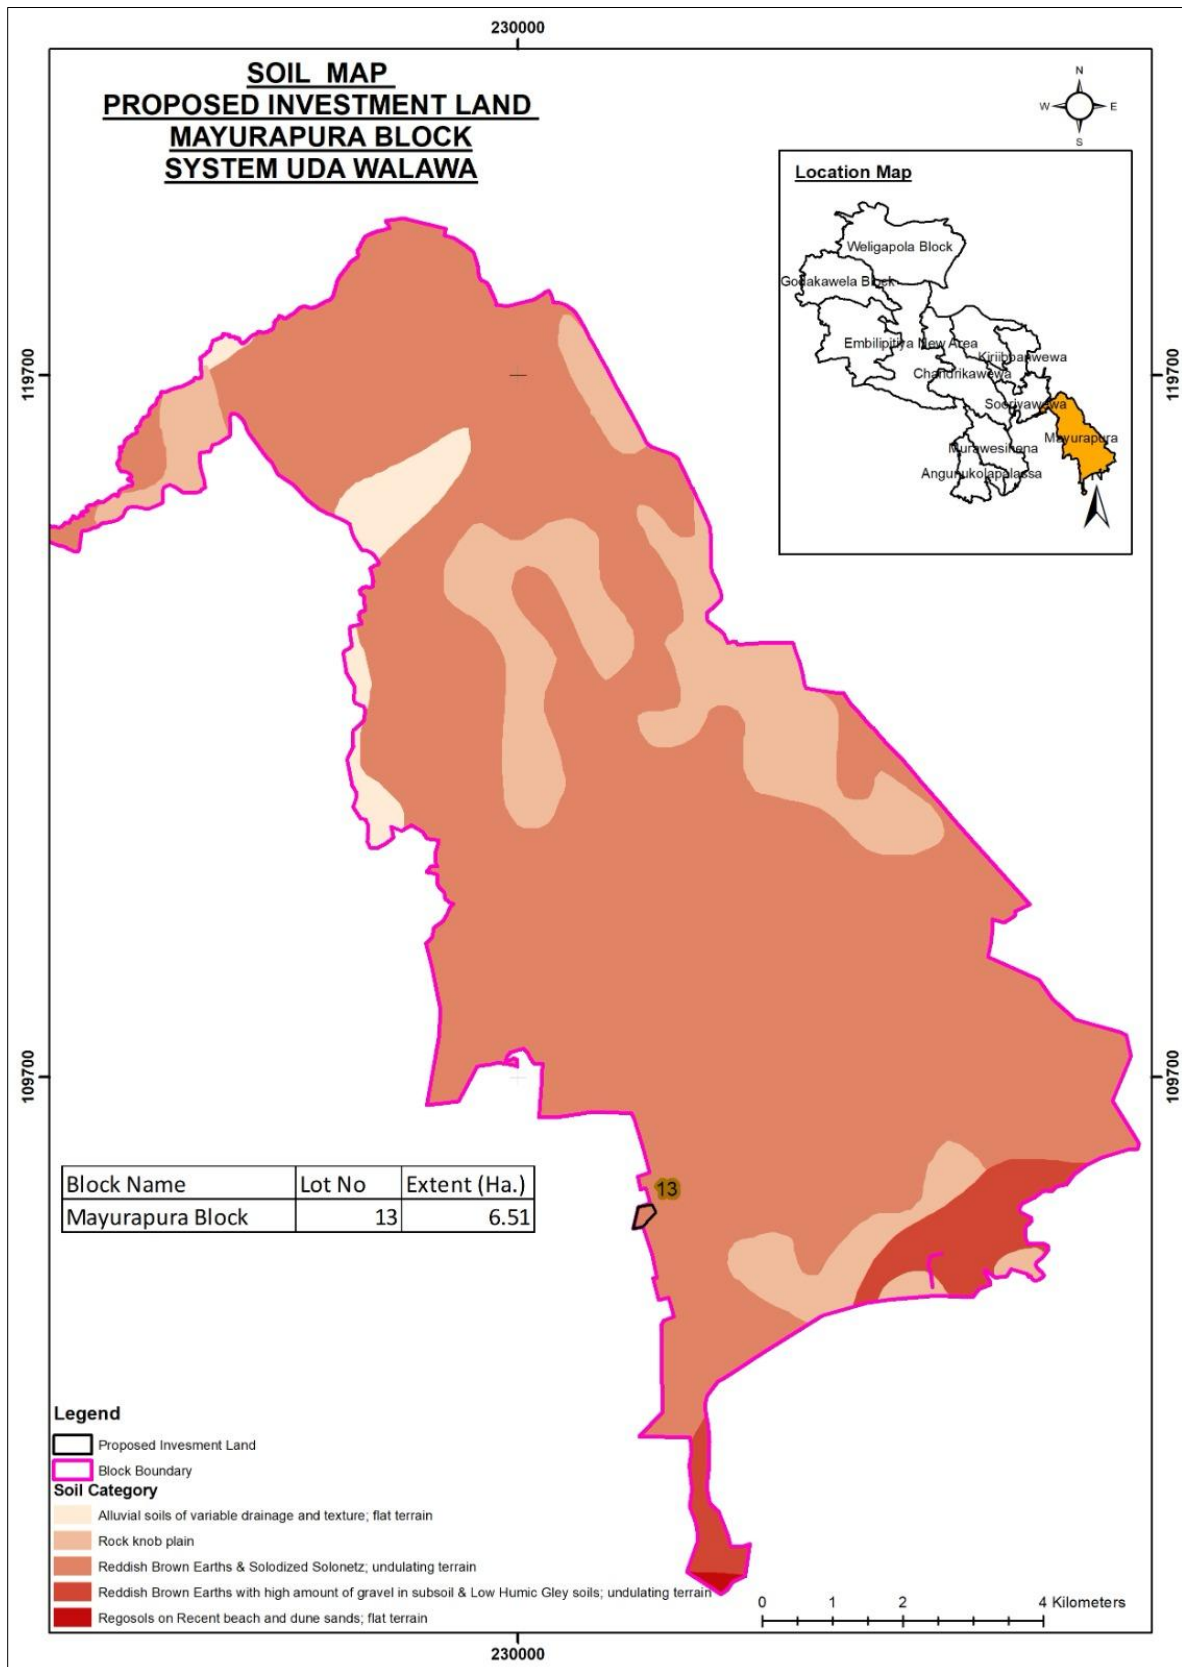 230000
SOIL MAP
PROPOSED INVESTMENT LAND
MAYURAPURA BLOCK
SYSTEM UDA WALAWA
N
W E
S
Location Map
Weligapola Block
Godakawela Block
Embilipitiya New Area
Kiriibbanwewa
Chandrikawewa
Sooriyawewa
Mayurapura
Murawesihena
Angunukolapalassa
119700
119700
109700
109700
Block Name Lot No Extent (Ha.)
Mayurapura Block 13 6.51
13
Legend
Proposed Invesment Land
Block Boundary
Soil Category
Alluvial soils of variable drainage and texture; flat terrain
Rock knob plain
Reddish Brown Earths & Solodized Solonetz; undulating terrain
Reddish Brown Earths with high amount of gravel in subsoil & Low Humic Gley soils; undulating terrain
Regosols on Recent beach and dune sands; flat terrain
0 1 2 4 Kilometers
230000